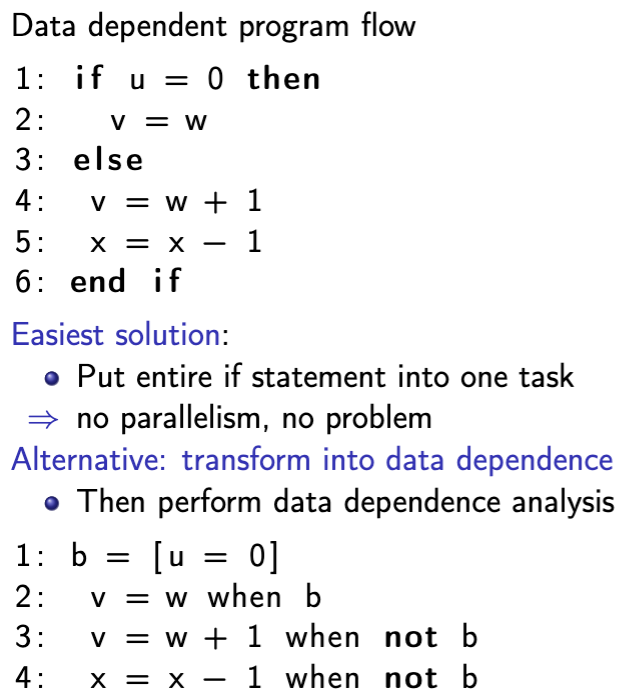 Data dependent program flow
1: if u = 0 then
2: v = w
3: else
4: v = w + 1
5: x = x − 1
6: end if
Easiest solution:
• Put entire if statement into one task
⇒ no parallelism, no problem
Alternative: transform into data dependence
• Then perform data dependence analysis
1: b = [u = 0]
2: v = w when b
3: v = w + 1 when not b
4: x = x − 1 when not b